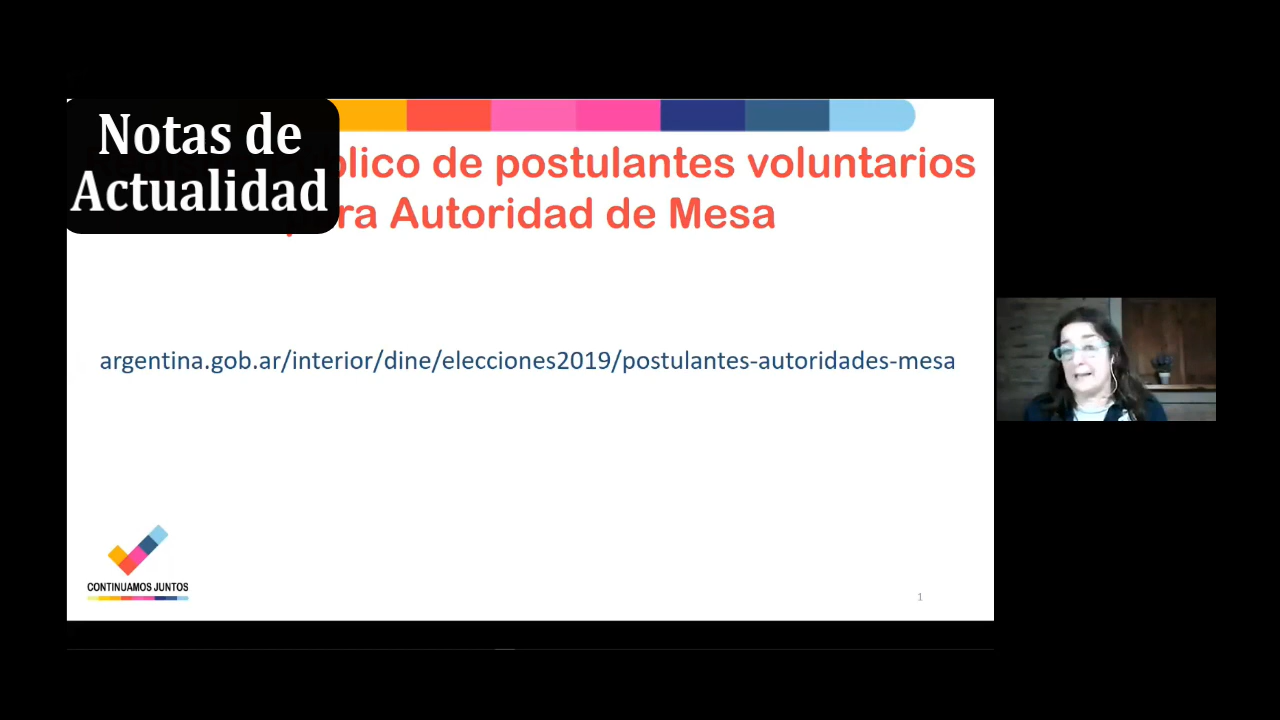 Notas de
Actualidad
blico de postulantes voluntarios
ra Autoridad de Mesa
argentina.gob.ar/interior/dine/elecciones2019/postulantes-autoridades-mesa
CONTINUAMOS JUNTOS
1